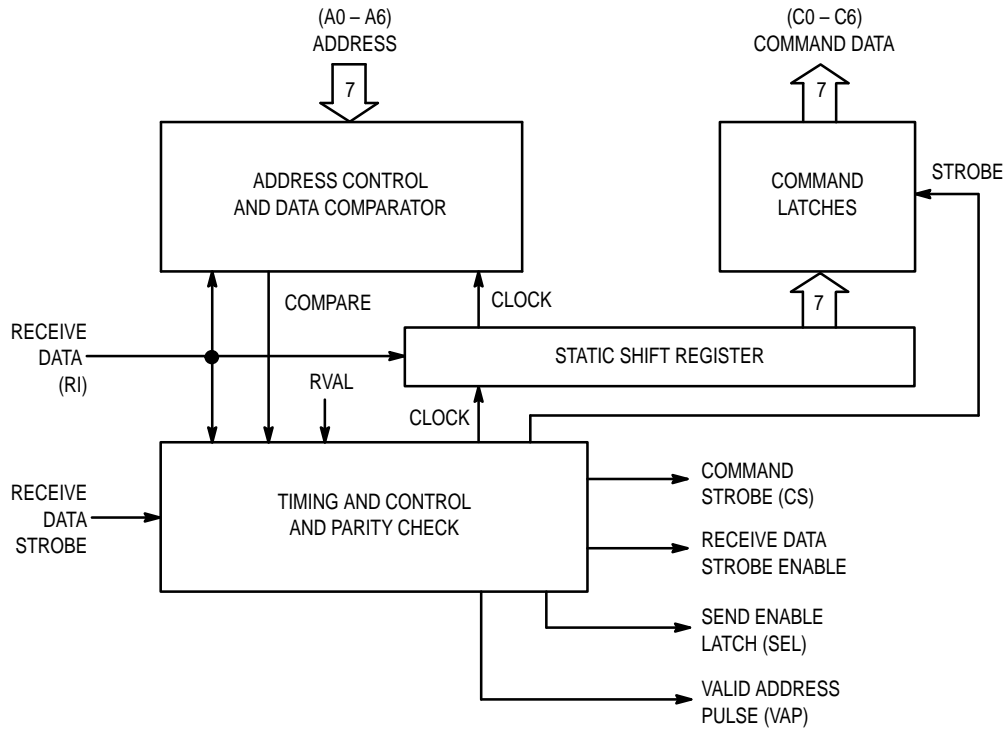 (A0 – A6)
ADDRESS
7
(C0 – C6)
COMMAND DATA
7
ADDRESS CONTROL
AND DATA COMPARATOR
COMMAND
LATCHES
STROBE
COMPARE
CLOCK
7
RECEIVE
DATA
(RI)
STATIC SHIFT REGISTER
RVAL
CLOCK
RECEIVE
DATA
STROBE
TIMING AND CONTROL
AND PARITY CHECK
COMMAND
STROBE (CS)
RECEIVE DATA
STROBE ENABLE
SEND ENABLE
LATCH (SEL)
VALID ADDRESS
PULSE (VAP)